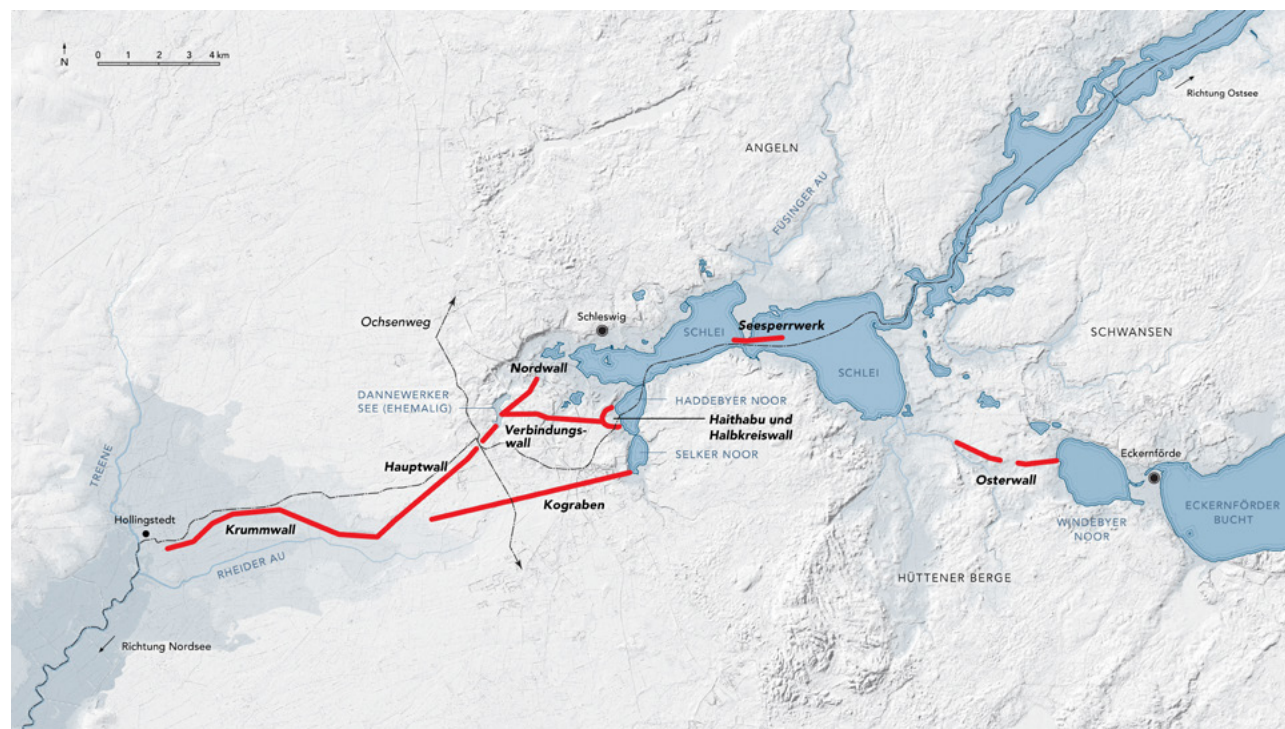 N
0 1 2 3 4 km
Richtung Ostsee
ANGELN
FÜSINGER AU
Ochsenweg
Schleswig
SCHLEI
Seesperrwerk
SCHWANSEN
Nordwall
SCHLEI
DANNEWERKER
SEE (EHEMALIG)
HADDEBYER NOOR
Verbindungs-
wall
Haithabu und
Halbkreiswall
SELKER NOOR
Hauptwall
Eckernförde
Osterwall
TREENE
Kograben
ECKERNFÖRDER
BUCHT
Hollingstedt
Krummwall
WINDEBYER
NOOR
RHEIDER AU
HÜTTENER BERGE
Richtung Nordsee